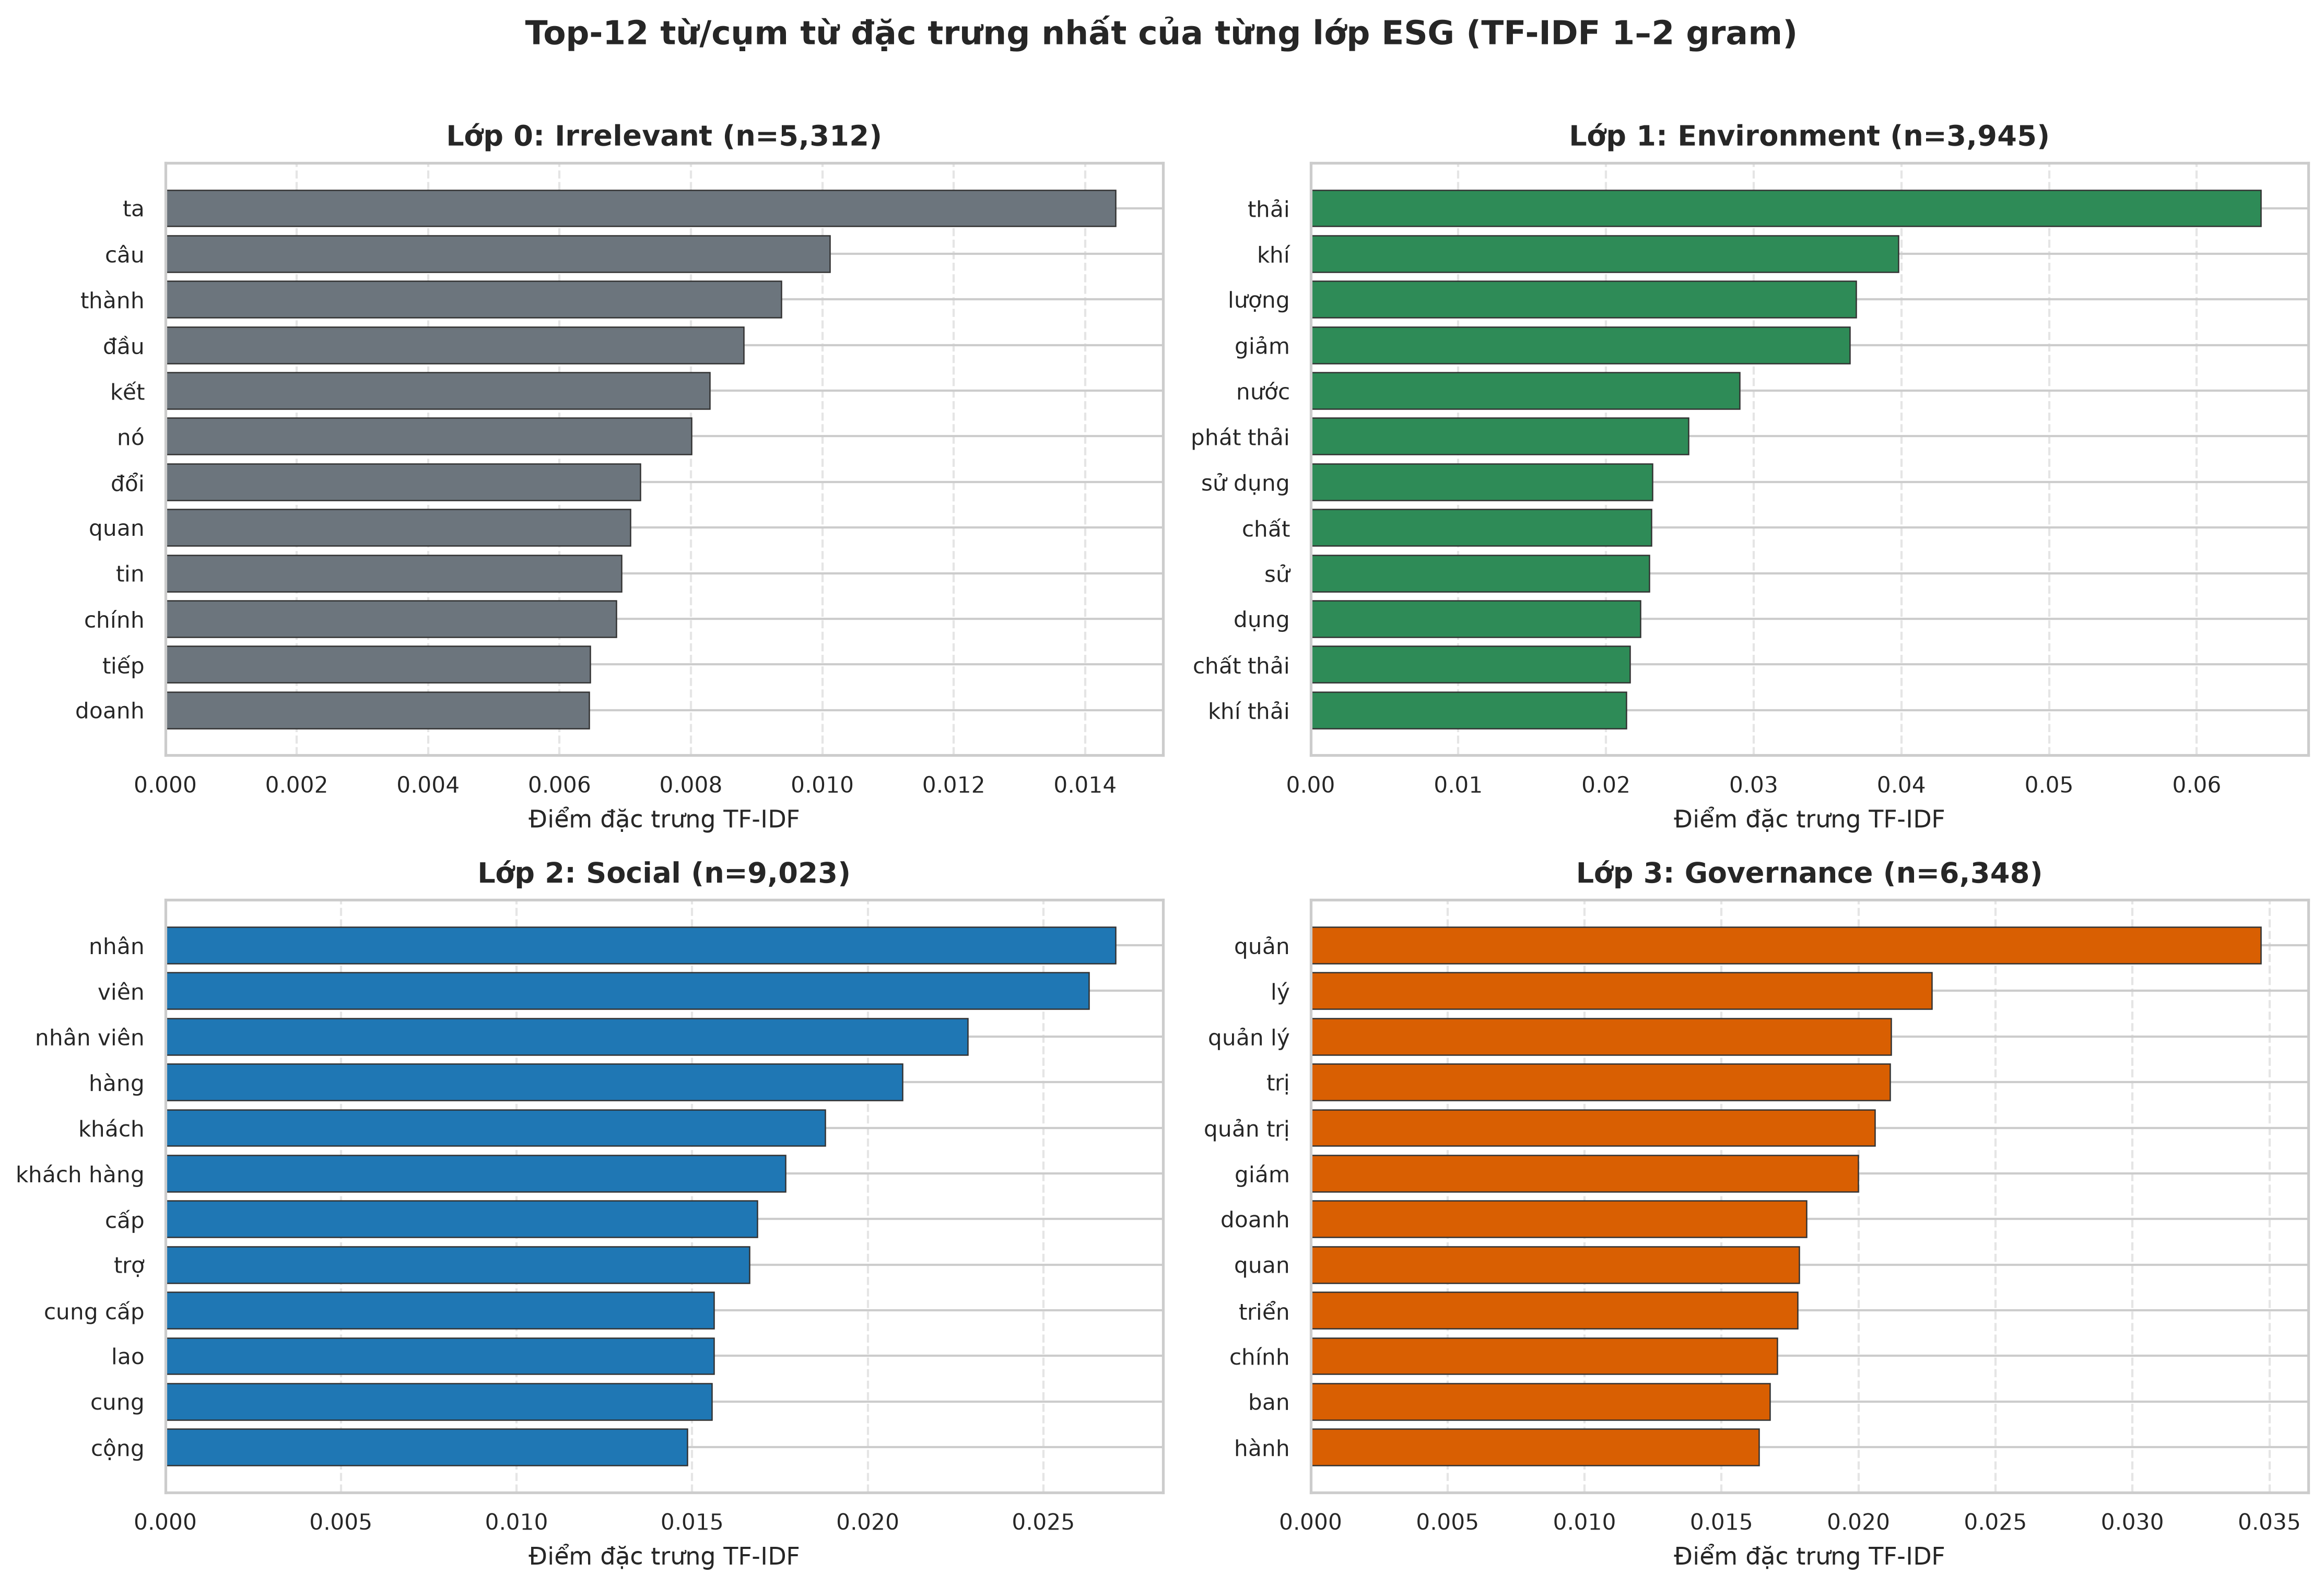 Top-12 từ/cụm từ đặc trưng nhất của từng lớp ESG (TF-IDF 1–2 gram)
Lớp 0: Irrelevant (n=5,312)
ta
câu
thành
đầu
kết
nó
đổi
quan
tin
chính
tiếp
doanh
0.000 0.002 0.004 0.006 0.008 0.010 0.012 0.014
Điểm đặc trưng TF-IDF
Lớp 1: Environment (n=3,945)
thải
khí
lượng
giảm
nước
phát thải
sử dụng
chất
sử
dụng
chất thải
khí thải
0.00 0.01 0.02 0.03 0.04 0.05 0.06
Điểm đặc trưng TF-IDF
Lớp 2: Social (n=9,023)
nhân
viên
nhân viên
hàng
khách
khách hàng
cấp
trợ
cung cấp
lao
cung
cộng
0.000 0.005 0.010 0.015 0.020 0.025
Điểm đặc trưng TF-IDF
Lớp 3: Governance (n=6,348)
quản
lý
quản lý
trị
quản trị
giám
doanh
quan
triển
chính
ban
hành
0.000 0.005 0.010 0.015 0.020 0.025 0.030 0.035
Điểm đặc trưng TF-IDF